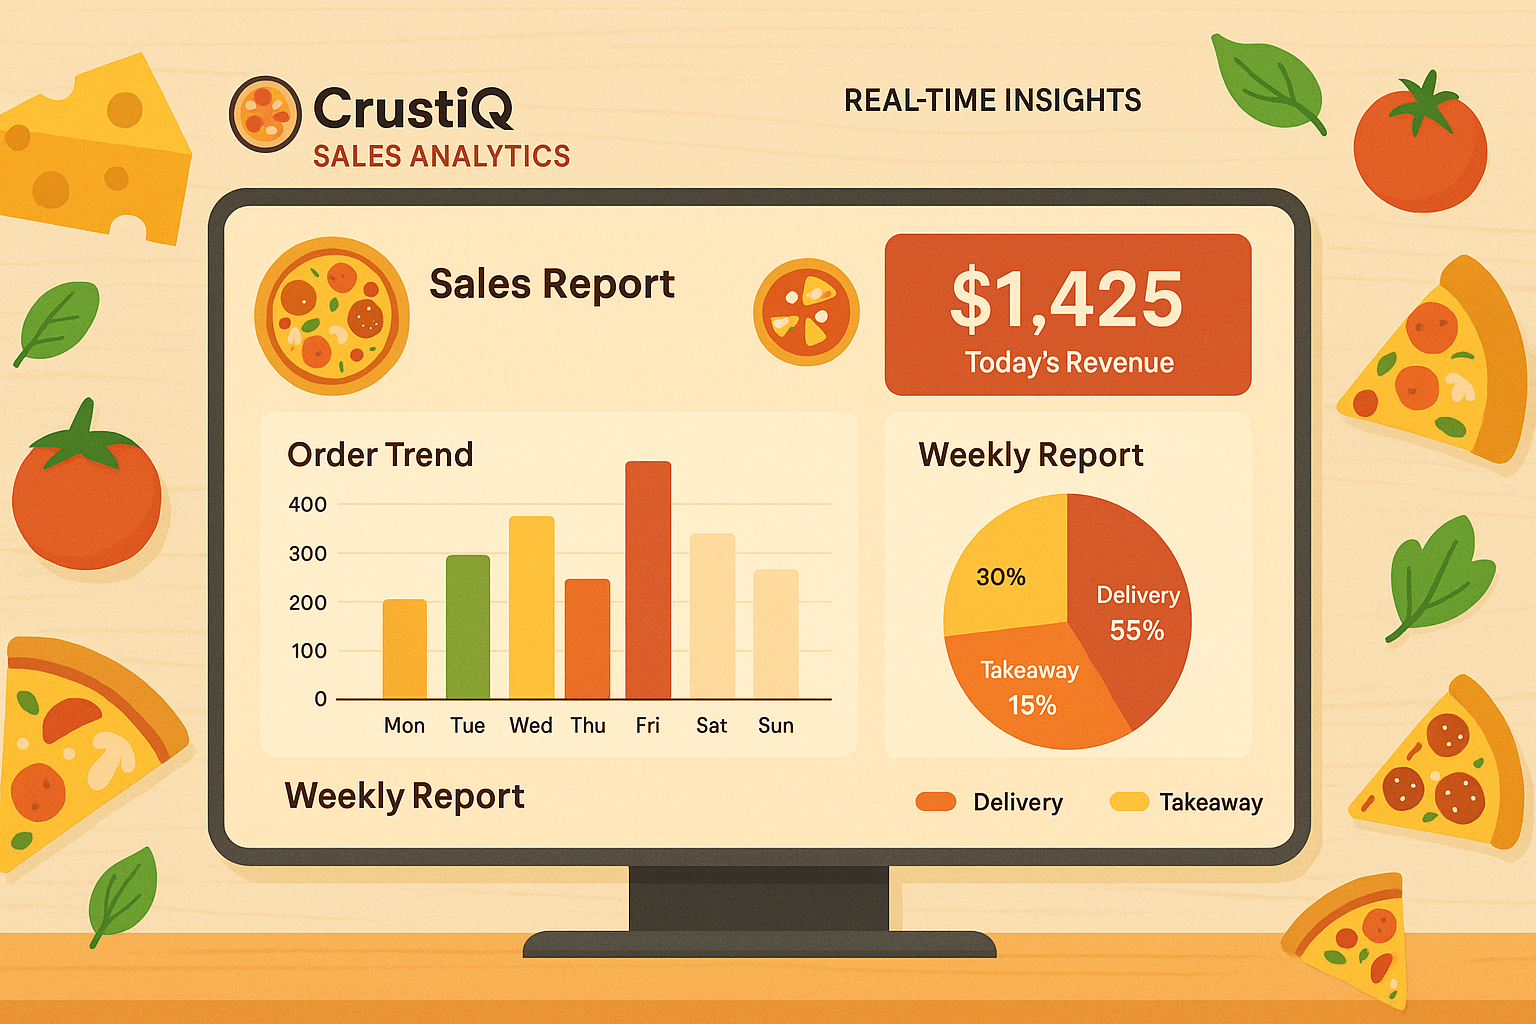 CrustiQ
SALES ANALYTICS
REAL-TIME INSIGHTS
Sales Report
$1,425
Today's Revenue
Order Trend
400
300
200
100
0
Mon Tue Wed Thu Fri Sat Sun
Weekly Report
30%
Delivery
55%
Takeaway
15%
Weekly Report
Delivery Takeaway